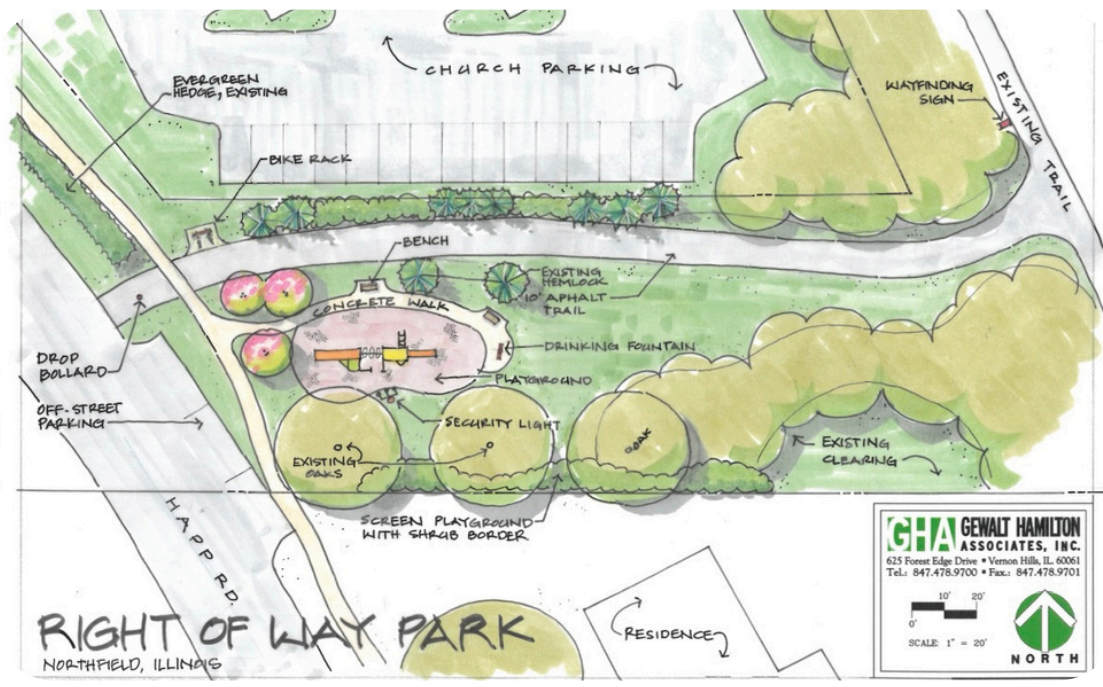 CHURCH PARKING
EVERGREEN
HEDGE, EXISTING
WAYFINDING
SIGN
EXISTING TRAIL
BIKE RACK
BENCH
EXISTING
HEMLOCK
10' APHALT
TRAIL
CONCRETE WALK
DRINKING FOUNTAIN
DROP
BOLLARD
PLAYGROUND
OFF-STREET
PARKING
SECURITY LIGHT
OAK
EXISTING
OAKS
EXISTING
CLEARING
HAPP RD.
SCREEN PLAYGROUND
WITH SHRUB BORDER
RESIDENCE
RIGHT OF WAY PARK
NORTHFIELD, ILLINOIS
GHA GEWALT HAMILTON
ASSOCIATES, INC.
625 Forest Edge Drive ▪ Vernon Hills, IL. 60061
Tel.: 847.478.9700 ▪ Fax.: 847.478.9701
10' 20'
0'
SCALE: 1" = 20'
NORTH